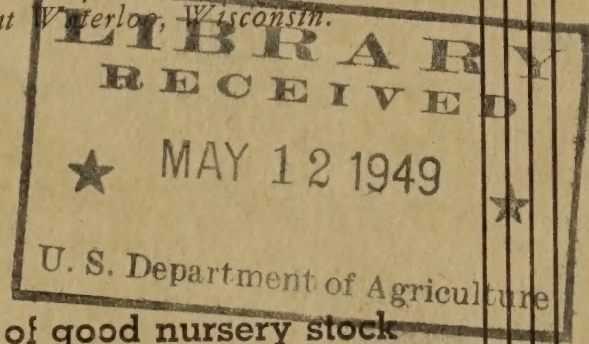 at Waterloo, Wisconsin.
LIBRARY
RECEIVED
★ MAY 12 1949 ★
U. S. Department of Agriculture
of good nursery stock